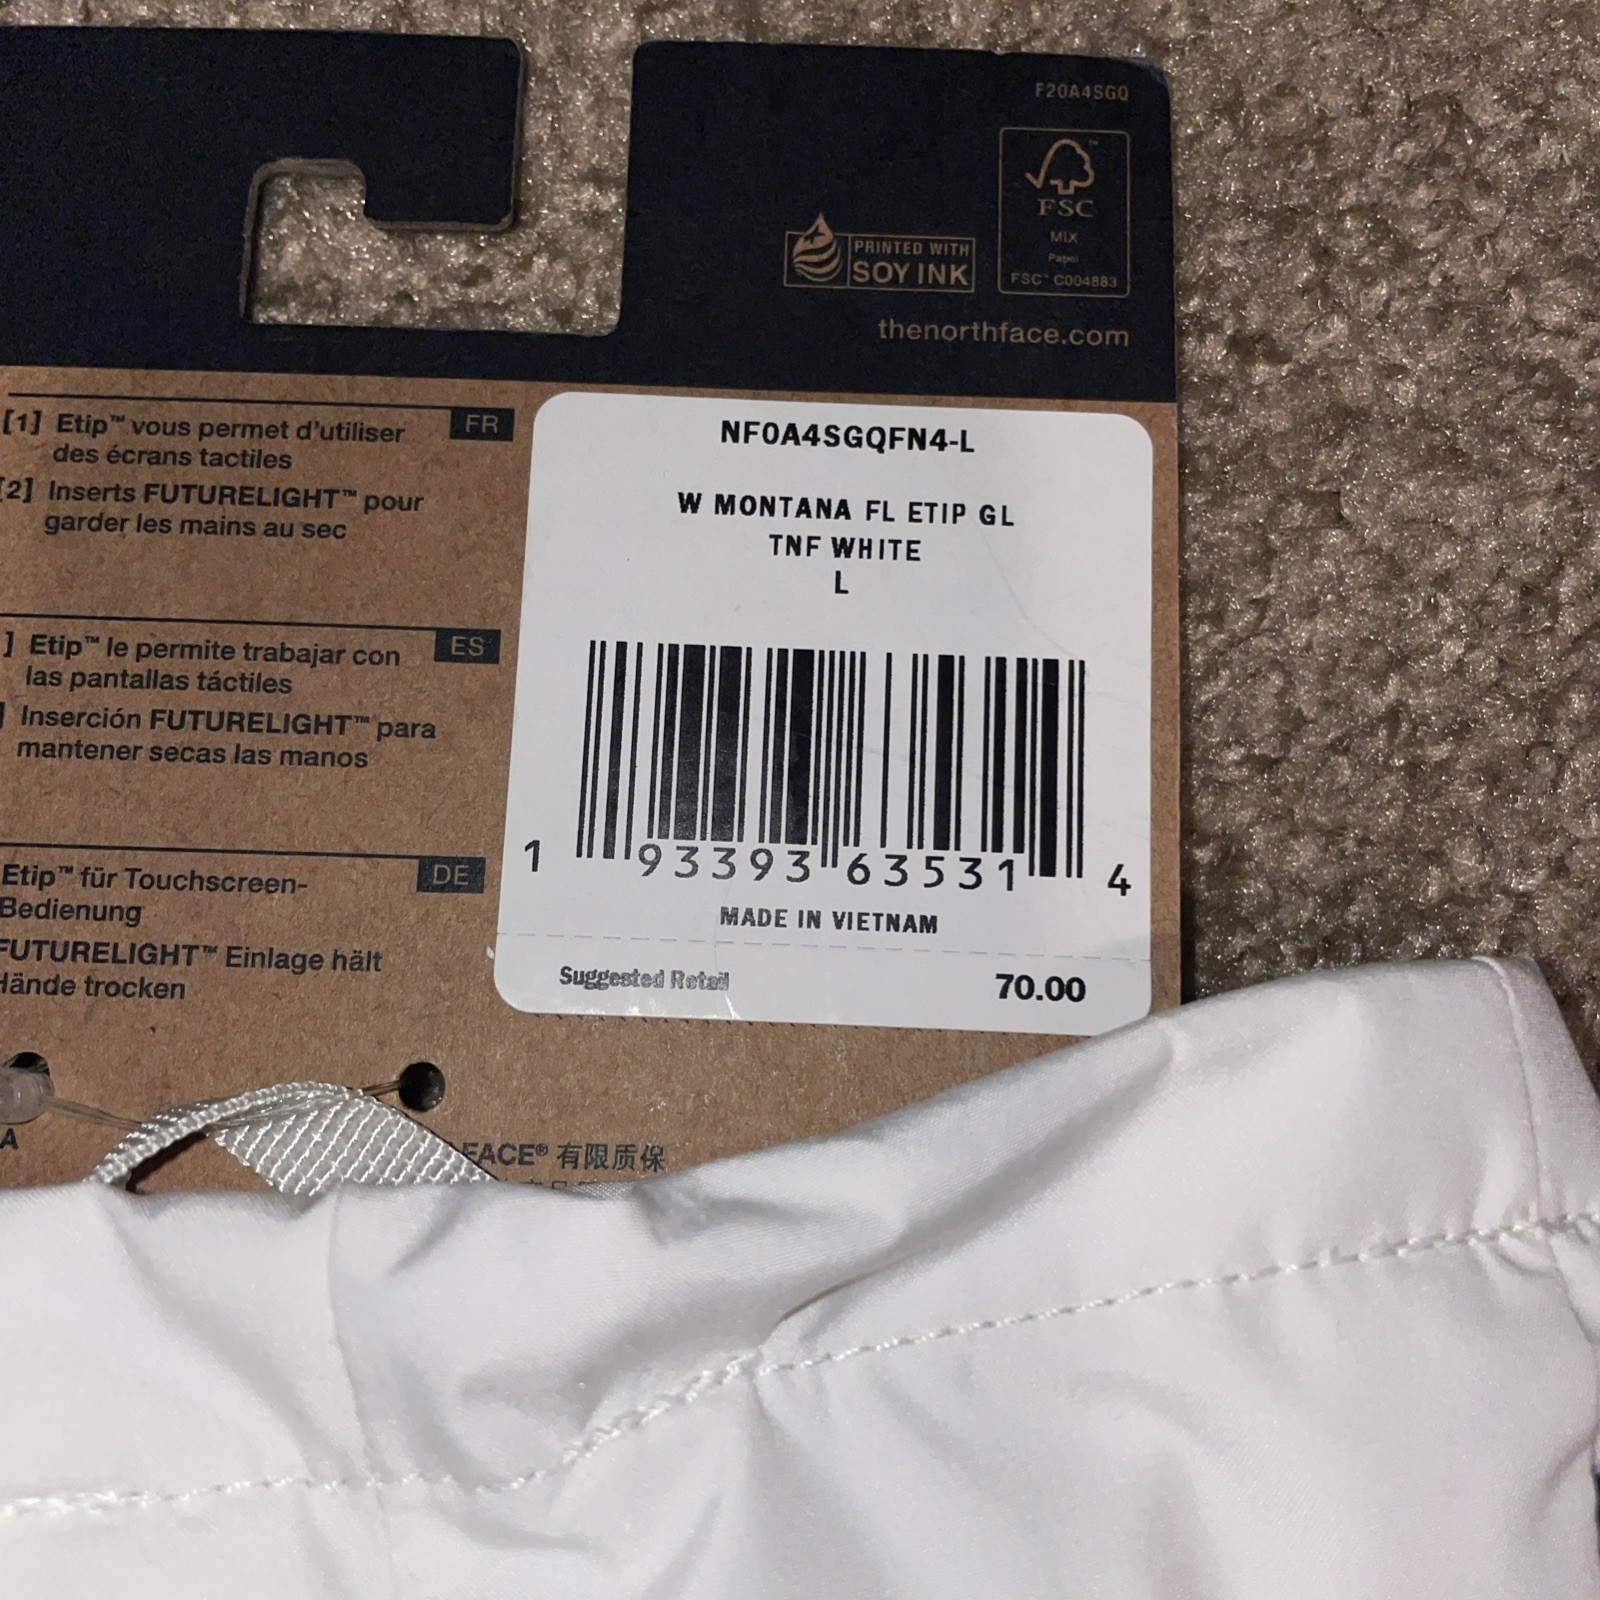 F20A4SGQ
FSC™
MIX
Paper
FSC™ C004883
PRINTED WITH
SOY INK
thenorthface.com
[1] Etip™ vous permet d'utiliser
des écrans tactiles
FR
[2] Inserts FUTURELIGHT™ pour
garder les mains au sec
] Etip™ le permite trabajar con
las pantallas táctiles
ES
] Inserción FUTURELIGHT™ para
mantener secas las manos
Etip™ für Touchscreen-
Bedienung
DE
FUTURELIGHT™ Einlage hält
Hände trocken
NF0A4SGQFN4-L
W MONTANA FL ETIP GL
TNF WHITE
L
1 93393 63531 4
MADE IN VIETNAM
Suggested Retail 70.00
A
FACE® 有限质保